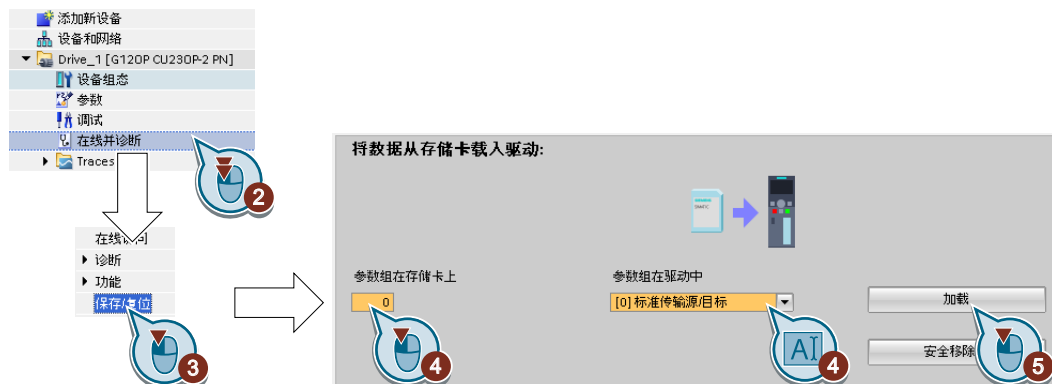 添加新设备
设备和网络
Drive_1 [G120P CU230P-2 PN]
设备组态
参数
调试
在线并诊断
Traces
2
在线
诊断
功能
保存/复位
3
将数据从存储卡载入驱动:
参数组在存储卡上
参数组在驱动中
0
[0] 标准传输源/目标
加载
安全移除
4
AI
4
5